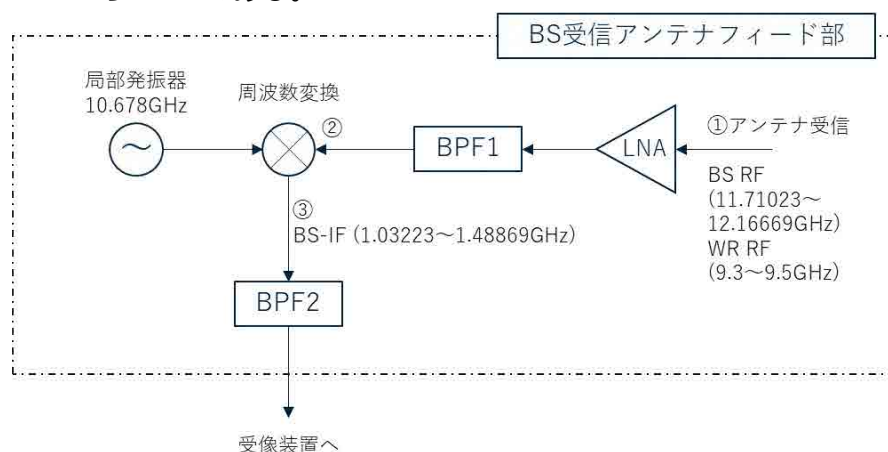 BS受信アンテナフィード部
局部発振器
10.678GHz
周波数変換
②
BPF1
LNA
①アンテナ受信
BS RF
(11.71023～
12.16669GHz)
WR RF
(9.3～9.5GHz)
③
BS-IF (1.03223～1.48869GHz)
BPF2
受像装置へ